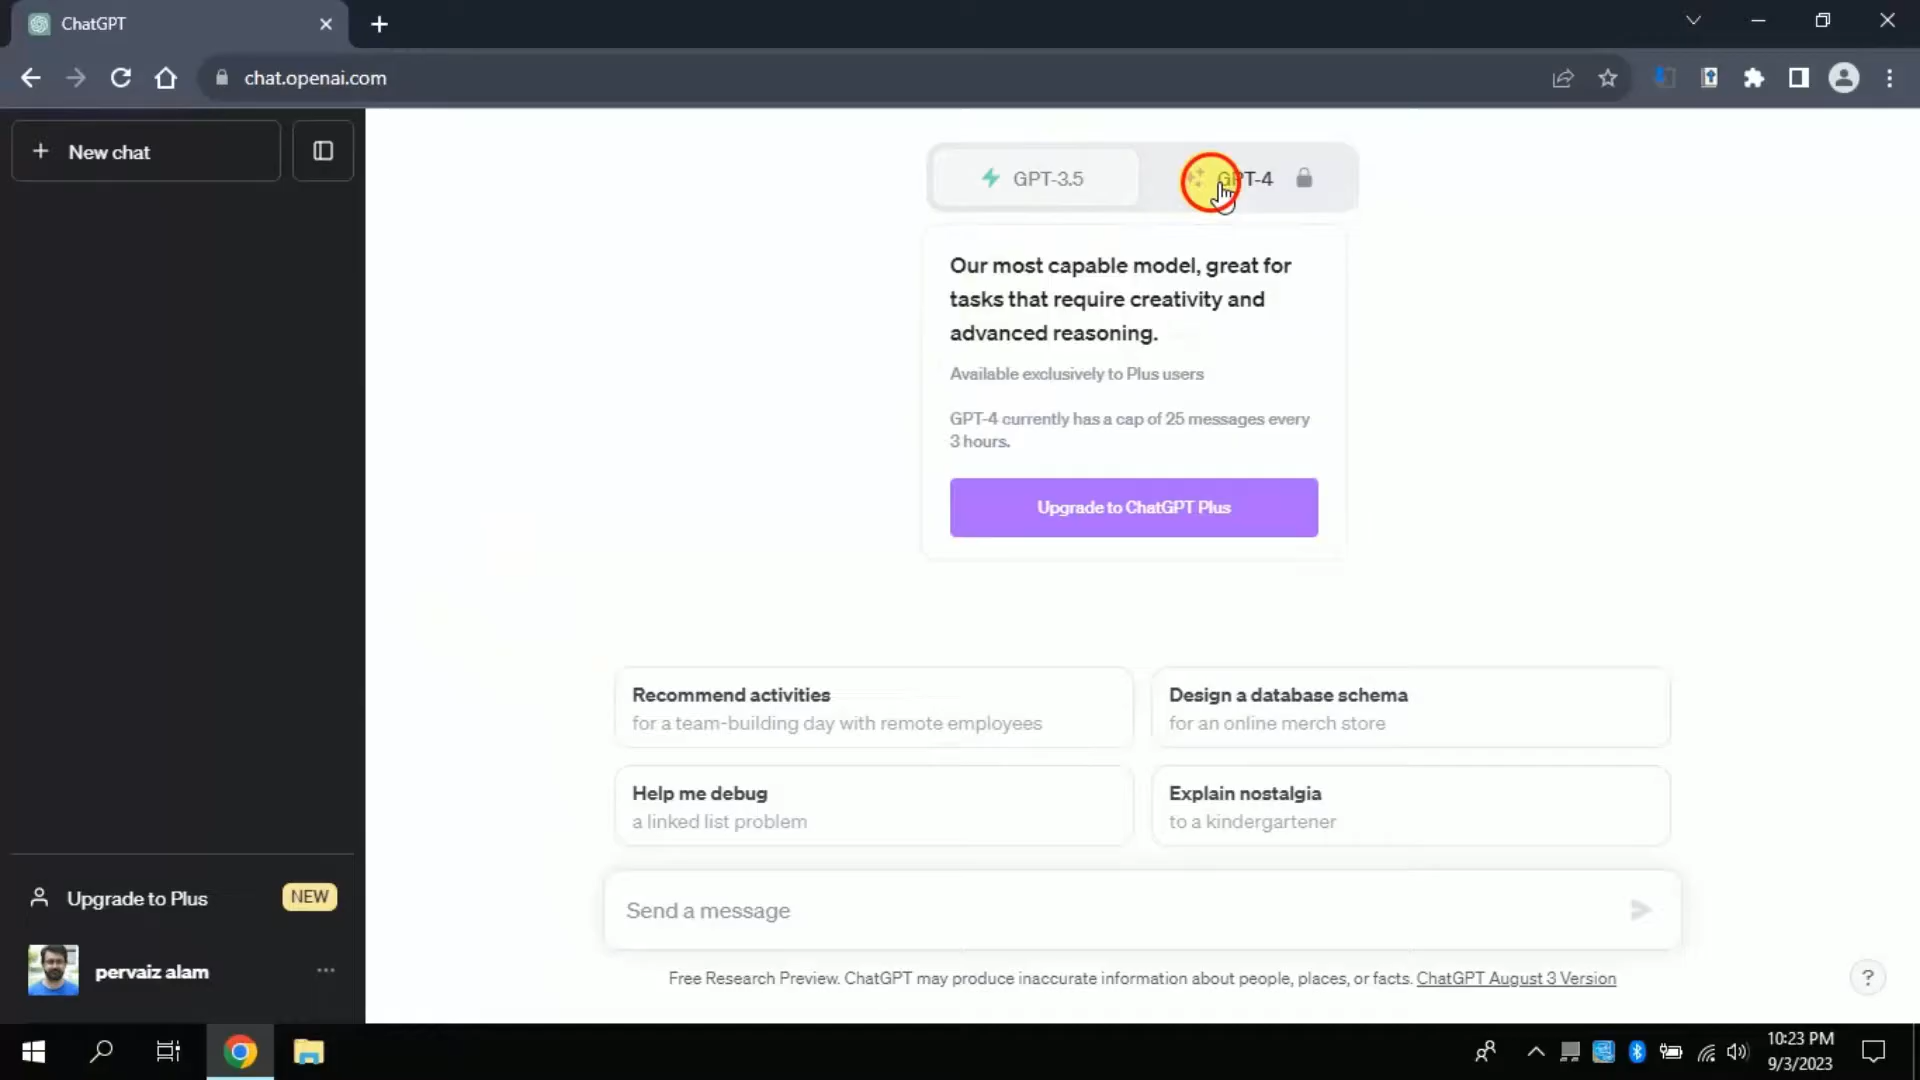 ChatGPT
chat.openai.com
New chat
GPT-3.5
GPT-4
Our most capable model, great for
tasks that require creativity and
advanced reasoning.
Available exclusively to Plus users
GPT-4 currently has a cap of 25 messages every
3 hours.
Upgrade to ChatGPT Plus
Recommend activities
for a team-building day with remote employees
Design a database schema
for an online merch store
Help me debug
a linked list problem
Explain nostalgia
to a kindergartener
Upgrade to Plus
NEW
Send a message
pervaiz alam
Free Research Preview. ChatGPT may produce inaccurate information about people, places, or facts. ChatGPT August 3 Version
?
10:23 PM
9/3/2023